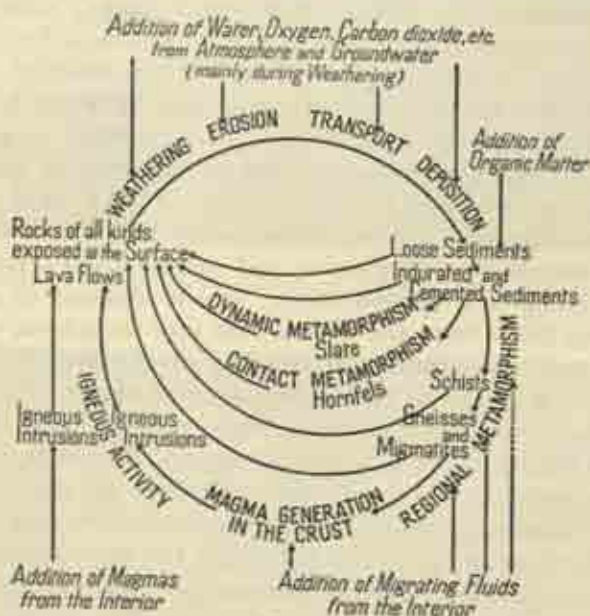 Addition of Water, Oxygen, Carbon dioxide, etc.
from Atmosphere and Groundwater
(mainly during Weathering)
WEATHERING EROSION TRANSPORT DEPOSITION
Addition of
Organic Matter
Rocks of all kinds
exposed at the Surface
Lava Flows
Loose Sediments
Indurated and
Cemented Sediments
DYNAMIC METAMORPHISM
Slate
CONTACT METAMORPHISM
Hornfels
Schists
Gneisses
and
Migmatites
REGIONAL METAMORPHISM
Igneous
Intrusions
Igneous
Intrusions
IGNEOUS ACTIVITY
MAGMA GENERATION
IN THE CRUST
Addition of Magmas
from the Interior
Addition of Migrating Fluids
from the Interior